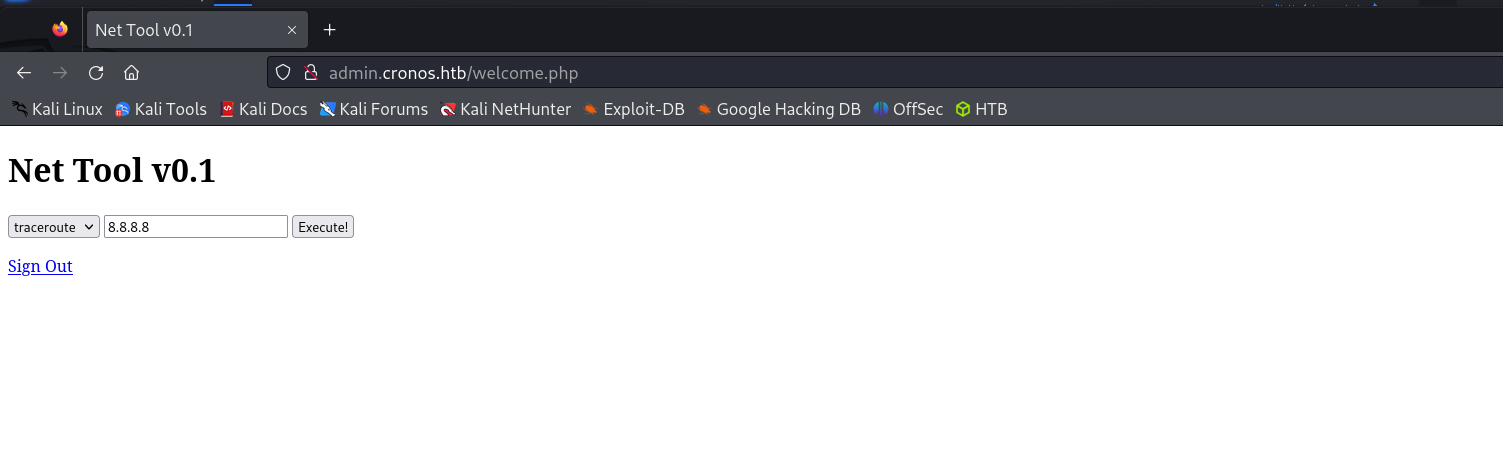 Net Tool v0.1
admin.cronos.htb/welcome.php
Kali Linux Kali Tools Kali Docs Kali Forums Kali NetHunter Exploit-DB Google Hacking DB OffSec HTB
Net Tool v0.1
traceroute 8.8.8.8 Execute!
Sign Out